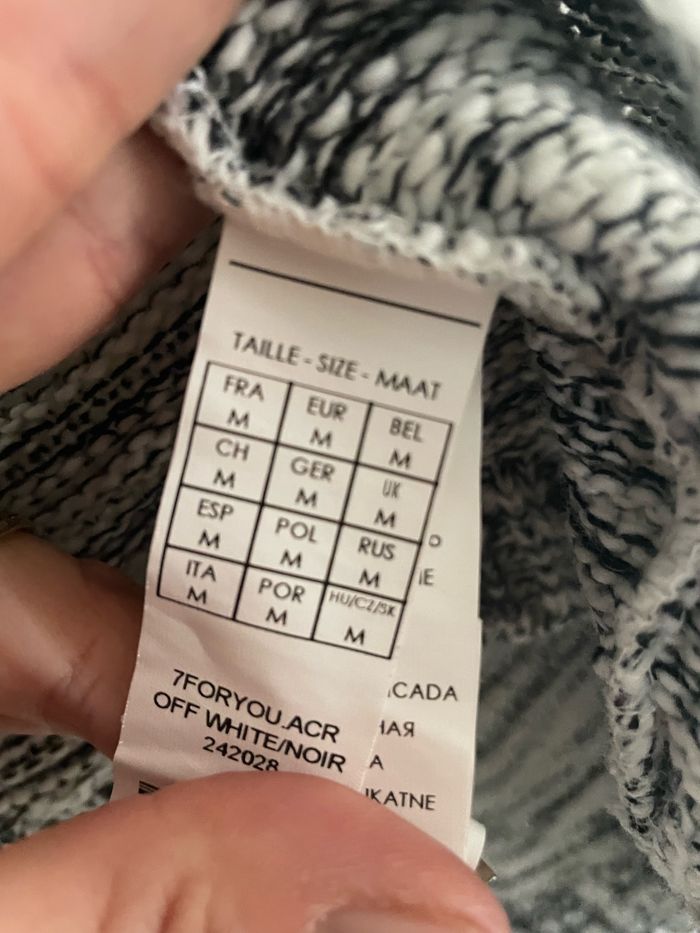 TAILLE - SIZE - MAAT
FRA EUR BEL
M M M
CH GER UK
M M M
ESP POL RUS
M M M
ITA POR HU/CZ/SK
M M M
7FORYOU.ACR
OFF WHITE/NOIR
242028